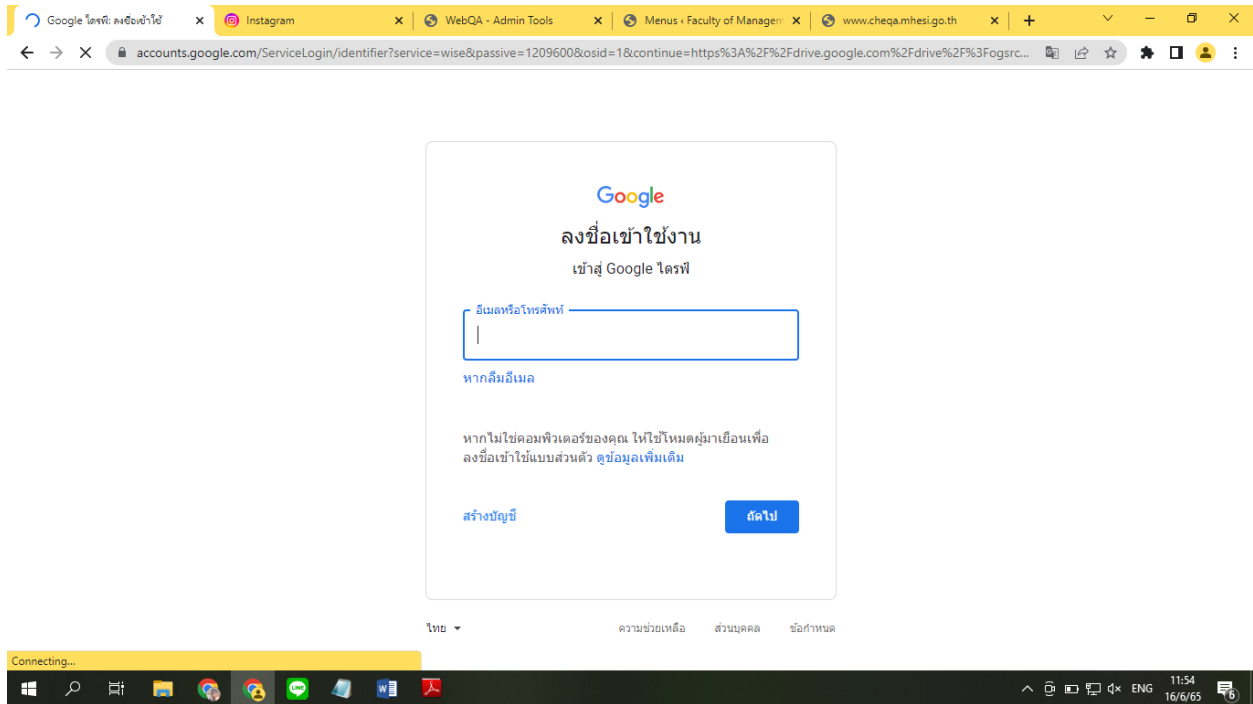 Google ไดรฟ์: ลงชื่อเข้าใช้
Instagram
WebQA - Admin Tools
Menus ‹ Faculty of Managem
www.cheqa.mhesi.go.th
accounts.google.com/ServiceLogin/identifier?service=wise&passive=1209600&osid=1&continue=https%3A%2F%2Fdrive.google.com%2Fdrive%2F%3Fogsrc...
Google
ลงชื่อเข้าใช้งาน
เข้าสู่ Google ไดรฟ์
อีเมลหรือโทรศัพท์
หากลืมอีเมล
หากไม่ใช่คอมพิวเตอร์ของคุณ ให้ใช้โหมดผู้มาเยือนเพื่อ
ลงชื่อเข้าใช้แบบส่วนตัว ดูข้อมูลเพิ่มเติม
สร้างบัญชี
ถัดไป
ไทย
ความช่วยเหลือ
ส่วนบุคคล
ข้อกำหนด
Connecting...
LINE
W
ENG
11:54
16/6/65
6